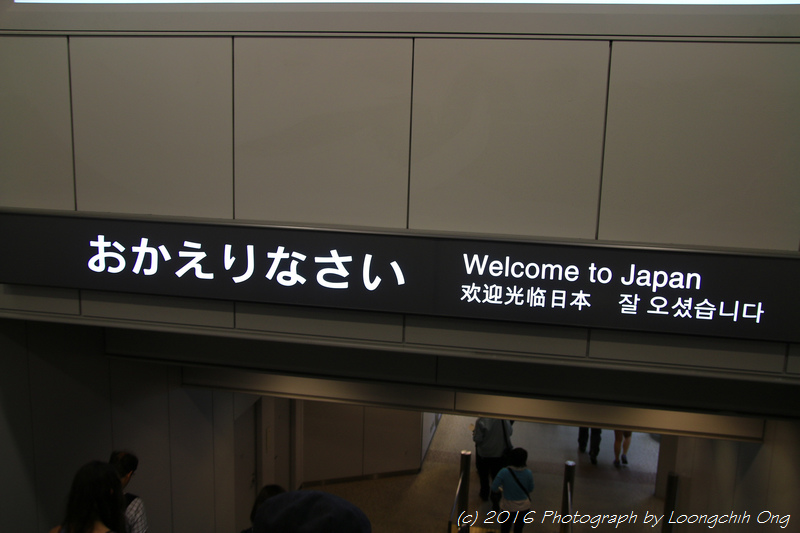 おかえりなさい
Welcome to Japan
欢迎光临日本 잘 오셨습니다
(c) 2016 Photograph by Loongchih Ong